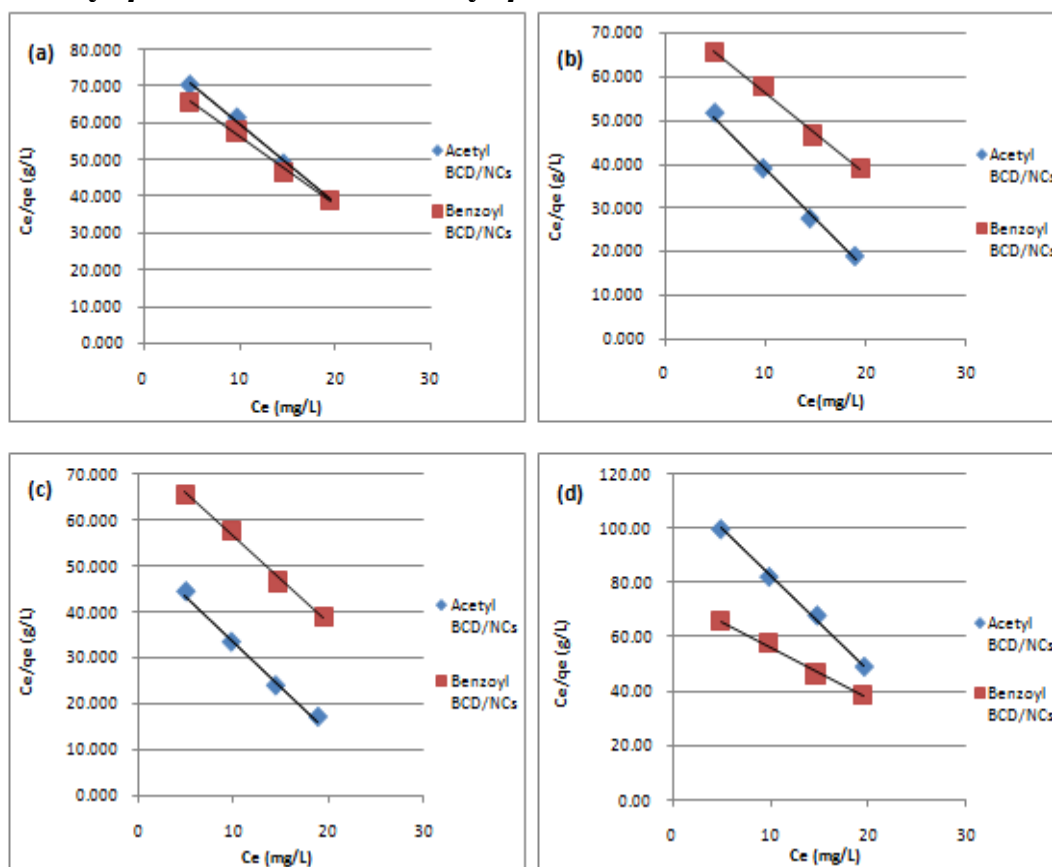 (a)
80.000
70.000
60.000
50.000
40.000
30.000
20.000
10.000
0.000
Ce/qe (g/L)
0 10 20 30
Ce (mg/L)
Acetyl
BCD/NCs
Benzoyl
BCD/NCs
(b)
70.000
60.000
50.000
40.000
30.000
20.000
10.000
0.000
Ce/qe (g/L)
0 10 20 30
Ce(mg/L)
Acetyl
BCD/NCs
Benzoyl
BCD/NCs
(c)
70.000
60.000
50.000
40.000
30.000
20.000
10.000
0.000
Ce/qe (g/L)
0 10 20 30
Ce (mg/L)
Acetyl
BCD/NCs
Benzoyl
BCD/NCs
(d)
120.00
100.00
80.00
60.00
40.00
20.00
0.00
Ce/qe (g/L)
0 10 20 30
Ce (mg/L)
Acetyl
BCD/NCs
Benzoyl
BCD/NCs